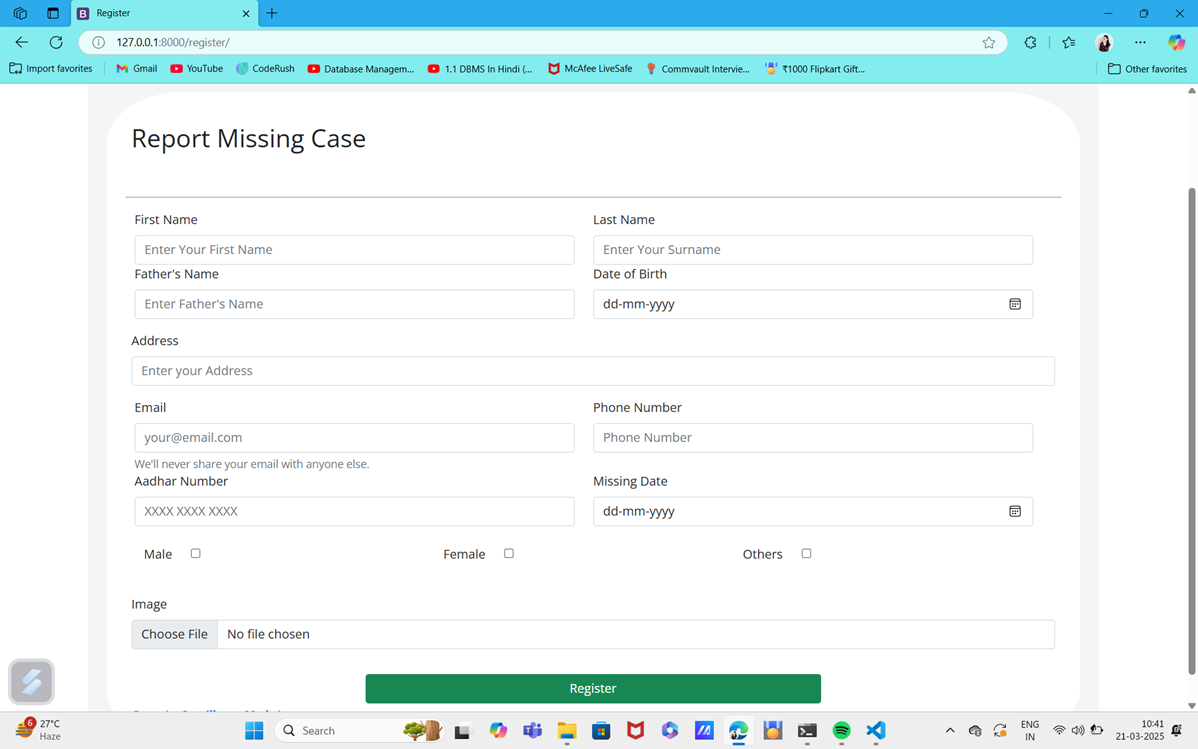 Register
127.0.0.1:8000/register/
Import favorites Gmail YouTube CodeRush Database Managem... 1.1 DBMS In Hindi (... McAfee LiveSafe Commvault Intervie... ₹1000 Flipkart Gift... Other favorites
Report Missing Case
First Name Last Name
Enter Your First Name Enter Your Surname
Father's Name Date of Birth
Enter Father's Name dd-mm-yyyy
Address
Enter your Address
Email Phone Number
your@email.com Phone Number
We'll never share your email with anyone else.
Aadhar Number Missing Date
XXXX XXXX XXXX dd-mm-yyyy
Male Female Others
Image
Choose File No file chosen
Register
6 27°C
Haze
Search
ENG
IN
10:41
21-03-2025